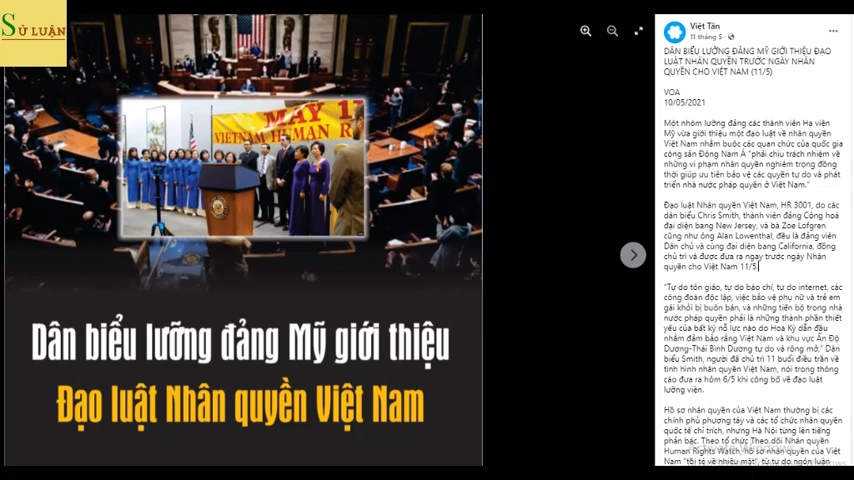 SỬ LUẬN
MAY 11
VIETNAM HUMAN R
Dân biểu lưỡng đảng Mỹ giới thiệu
Đạo luật Nhân quyền Việt Nam
Việt Tân
11 tháng 5
DÂN BIỂU LƯỠNG ĐẢNG MỸ GIỚI THIỆU ĐẠO
LUẬT NHÂN QUYỀN TRƯỚC NGÀY NHÂN
QUYỀN CHO VIỆT NAM (11/5)
VOA
10/05/2021
Một nhóm lưỡng đảng các thành viên Hạ viện
Mỹ vừa giới thiệu một đạo luật về nhân quyền
Việt Nam nhằm buộc các quan chức của quốc gia
cộng sản Đông Nam Á "phải chịu trách nhiệm về
những vi phạm nhân quyền nghiêm trọng đồng
thời giúp ưu tiên bảo vệ các quyền tự do và phát
triển nhà nước pháp quyền ở Việt Nam."
Đạo luật Nhân quyền Việt Nam, HR 3001, do các
dân biểu Chris Smith, thành viên đảng Cộng hoà
đại diện bang New Jersey, và bà Zoe Lofgren
cũng như ông Alan Lowenthal, đều là đảng viên
Dân chủ và cùng đại diện bang California, đồng
chủ trì và được đưa ra ngay trước ngày Nhân
quyền cho Việt Nam 11/5.
"Tự do tôn giáo, tự do báo chí, tự do internet, các
công đoàn độc lập, việc bảo vệ phụ nữ và trẻ em
gái khỏi bị buôn bán, và những tiến bộ trong nhà
nước pháp quyền phải là những thành phần thiết
yếu của bất kỳ nỗ lực nào do Hoa Kỳ dẫn đầu
nhằm đảm bảo rằng Việt Nam và khu vực Ấn Độ
Dương-Thái Bình Dương tự do và rộng mở," Dân
biểu Smith, người đã chủ trì 11 buổi điều trần về
tình hình nhân quyền Việt Nam, nói trong thông
cáo đưa ra hôm 6/5 khi công bố về đạo luật
lưỡng viện.
Hồ sơ nhân quyền của Việt Nam thường bị các
chính phủ phương tây và các tổ chức nhân quyền
quốc tế chỉ trích, nhưng Hà Nội từng lên tiếng
phản bác. Theo tổ chức Theo dõi Nhân quyền
Human Rights Watch, hồ sơ nhân quyền của Việt
Nam "tồi tệ về nhiều mặt", từ tự do ngôn luận
Activate Windows